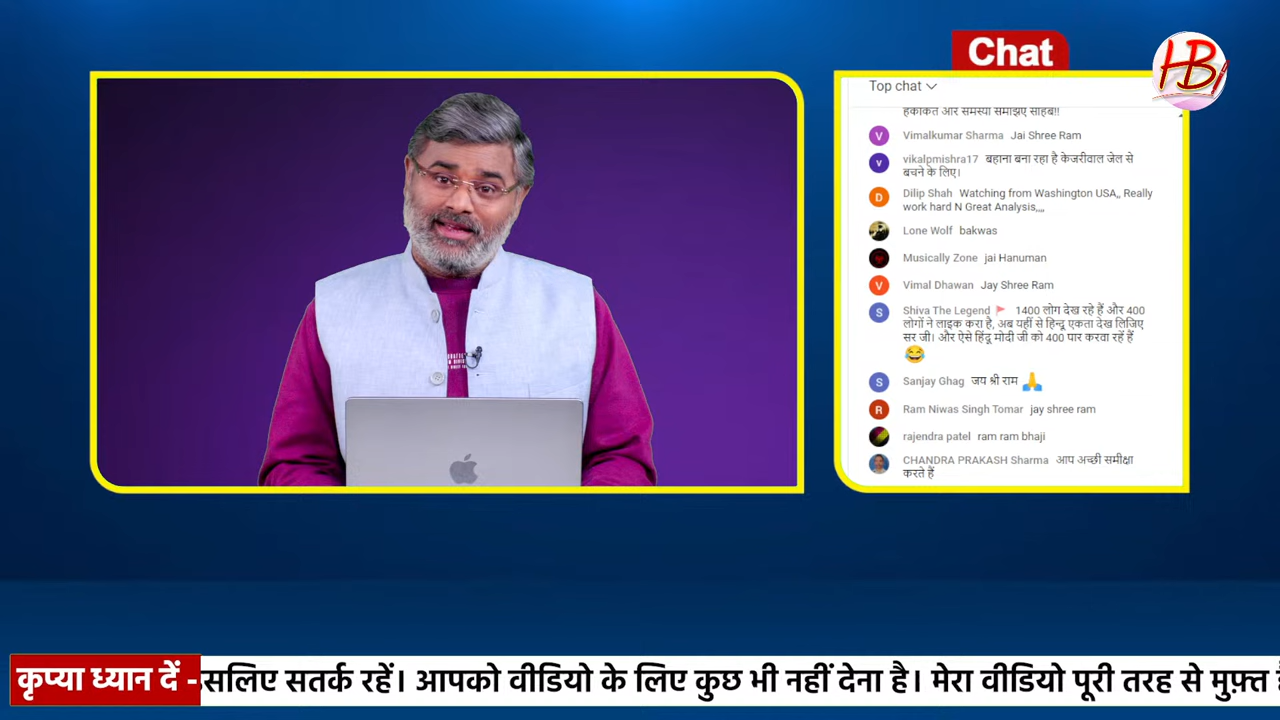 Chat
HB
Top chat
हकीकत और समस्या समझिए साहब!!
V Vimalkumar Sharma Jai Shree Ram
v vikalpmishra17 बहाना बना रहा है केजरीवाल जेल से
बचने के लिए।
D Dilip Shah Watching from Washington USA,, Really
work hard N Great Analysis,,,,
Lone Wolf bakwas
Musically Zone jai Hanuman
V Vimal Dhawan Jay Shree Ram
S Shiva The Legend 🚩 1400 लोग देख रहे हैं और 400
लोगों ने लाइक करा है, अब यहीं से हिन्दू एकता देख लिजिए
सर जी। और ऐसे हिंदू मोदी जी को 400 पार करवा रहें हैं
😂
S Sanjay Ghag जय श्री राम 🙏
R Ram Niwas Singh Tomar jay shree ram
rajendra patel ram ram bhaji
CHANDRA PRAKASH Sharma आप अच्छी समीक्षा
करते हैं
कृप्या ध्यान दें - सलिए सतर्क रहें। आपको वीडियो के लिए कुछ भी नहीं देना है। मेरा वीडियो पूरी तरह से मुफ़्त